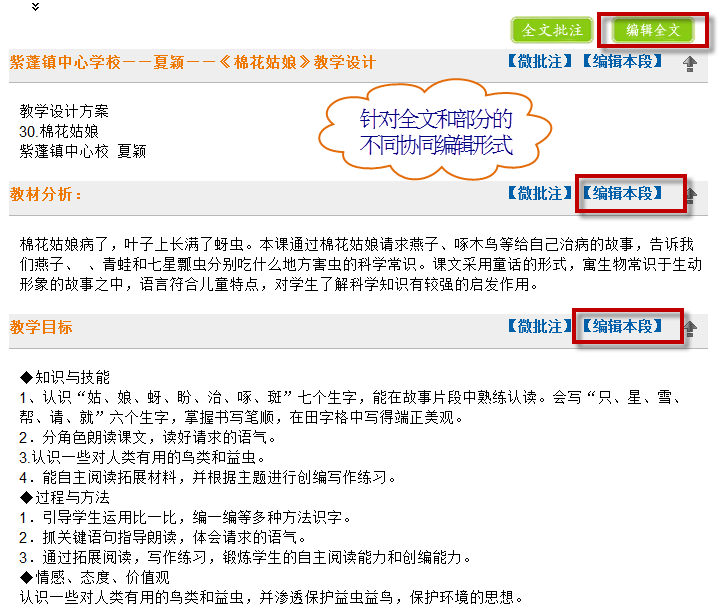 全文批注 编辑全文
紫蓬镇中心学校－－夏颖－－《棉花姑娘》教学设计 【微批注】【编辑本段】
教学设计方案
30.棉花姑娘
紫蓬镇中心校 夏颖
针对全文和部分的
不同协同编辑形式
教材分析： 【微批注】【编辑本段】
棉花姑娘病了，叶子上长满了蚜虫。本课通过棉花姑娘请求燕子、啄木鸟等给自己治病的故事，告诉我
们燕子、 、青蛙和七星瓢虫分别吃什么地方害虫的科学常识。课文采用童话的形式，寓生物常识于生动
形象的故事之中，语言符合儿童特点，对学生了解科学知识有较强的启发作用。
教学目标 【微批注】【编辑本段】
◆知识与技能
1、认识“姑、娘、蚜、盼、治、啄、斑”七个生字，能在故事片段中熟练认读。会写“只、星、雪、
帮、请、就”六个生字，掌握书写笔顺，在田字格中写得端正美观。
2．分角色朗读课文，读好请求的语气。
3.认识一些对人类有用的鸟类和益虫。
4．能自主阅读拓展材料，并根据主题进行创编写作练习。
◆过程与方法
1．引导学生运用比一比，编一编等多种方法识字。
2．抓关键语句指导朗读，体会请求的语气。
3．通过拓展阅读，写作练习，锻炼学生的自主阅读能力和创编能力。
◆情感、态度、价值观
认识一些对人类有用的鸟类和益虫，并渗透保护益虫益鸟，保护环境的思想。